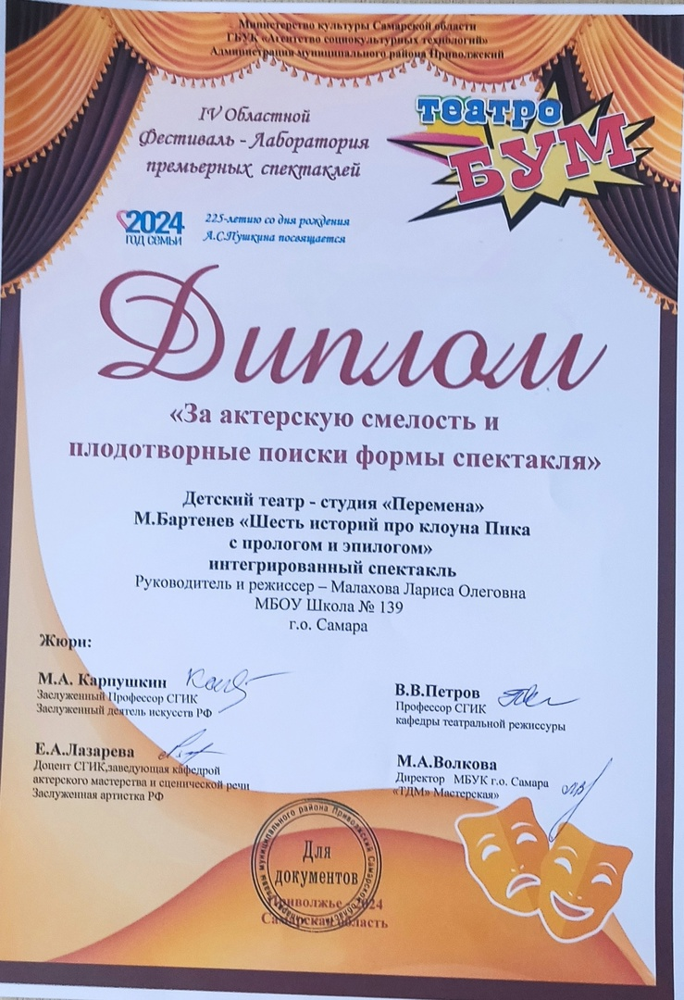 Министерство культуры Самарской области
ГБУК «Агентство социокультурных технологий»
Администрация муниципального района Приволжский
IV Областной
Фестиваль - Лаборатория
премьерных спектаклей
театро
БУМ
2024
год семьи
225-летию со дня рождения
А.С.Пушкина посвящается
Диплом
«За актерскую смелость и
плодотворные поиски формы спектакля»
Детский театр - студия «Перемена»
М.Бартенев «Шесть историй про клоуна Пика
с прологом и эпилогом»
интегрированный спектакль
Руководитель и режиссер – Малахова Лариса Олеговна
МБОУ Школа № 139
г.о. Самара
Жюри:
М.А. Карпушкин
Заслуженный Профессор СГИК
Заслуженный деятель искусств РФ
В.В.Петров
Профессор СГИК
кафедры театральной режиссуры
Е.А.Лазарева
Доцент СГИК,заведующая кафедрой
актерского мастерства и сценической речи
Заслуженная артистка РФ
М.А.Волкова
Директор МБУК г.о. Самара
«ТДМ» Мастерская»
муниципального района Приволжский Самарской области
Для
документов
Приволжье - 2024
Самарская область